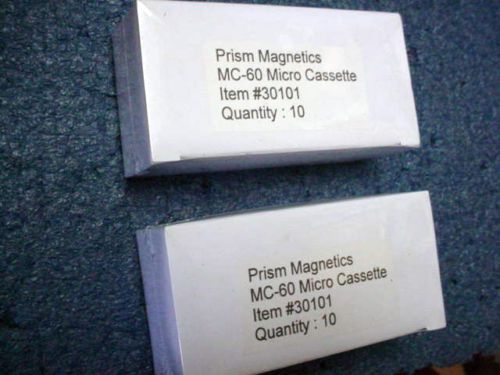 Prism Magnetics
MC-60 Micro Cassette
Item #30101
Quantity : 10
Prism Magnetics
MC-60 Micro Cassette
Item #30101
Quantity : 10